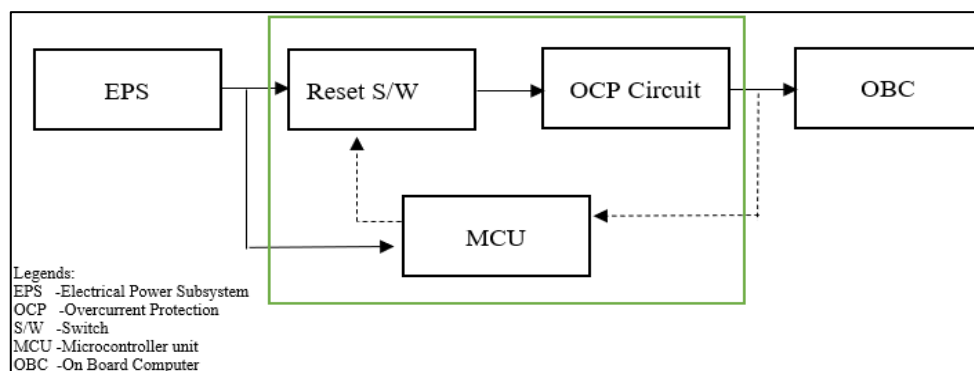 EPS
Reset S/W
OCP Circuit
OBC
MCU
Legends:
EPS -Electrical Power Subsystem
OCP -Overcurrent Protection
S/W -Switch
MCU -Microcontroller unit
OBC -On Board Computer